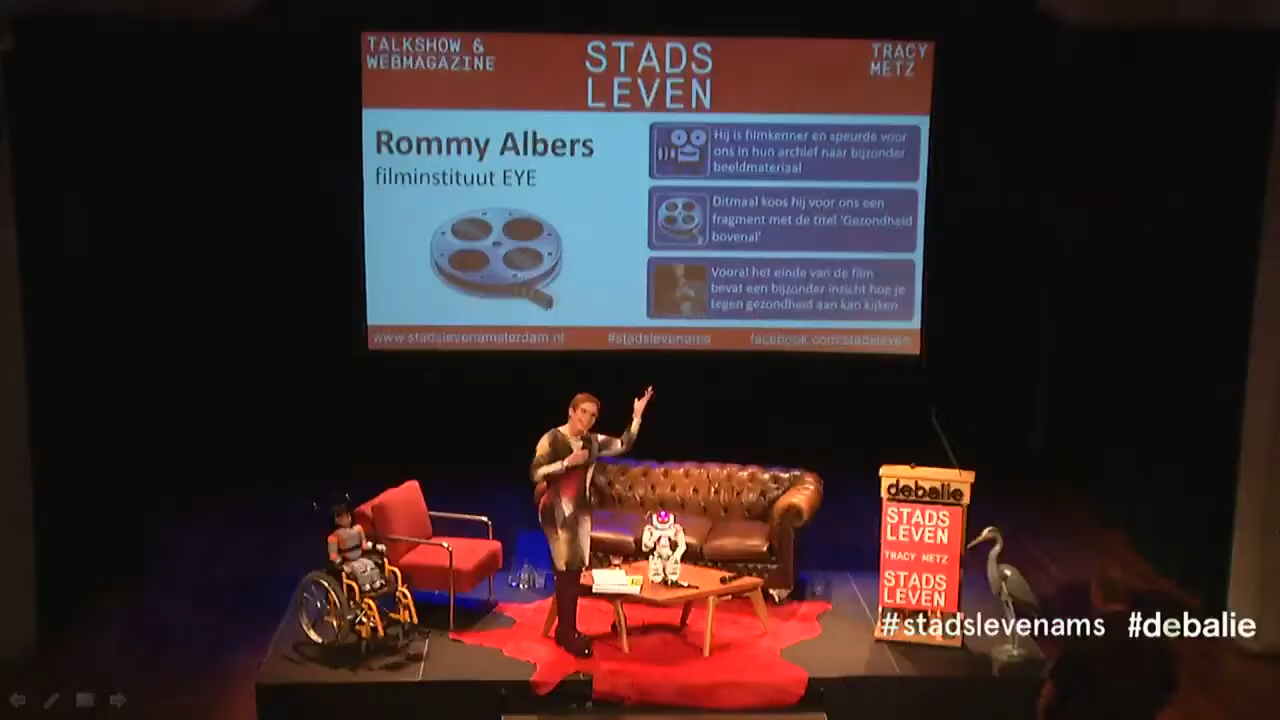 TALKSHOW &
WEBMAGAZINE
STADS
LEVEN
TRACY
METZ
Rommy Albers
filminstituut EYE
Hij is filmkenner en speurde voor
ons in hun archief naar bijzonder
beeldmateriaal
Ditmaal koos hij voor ons een
fragment met de titel 'Gezondheid
bovenal'
Vooral het einde van de film
bevat een bijzonder inzicht hoe je
tegen gezondheid aan kan kijken
www.stadslevenamsterdam.nl
#stadslevenams
facebook.com/stadsleven
debalie
STADS
LEVEN
TRACY METZ
STADS
LEVEN
#stadslevenams #debalie